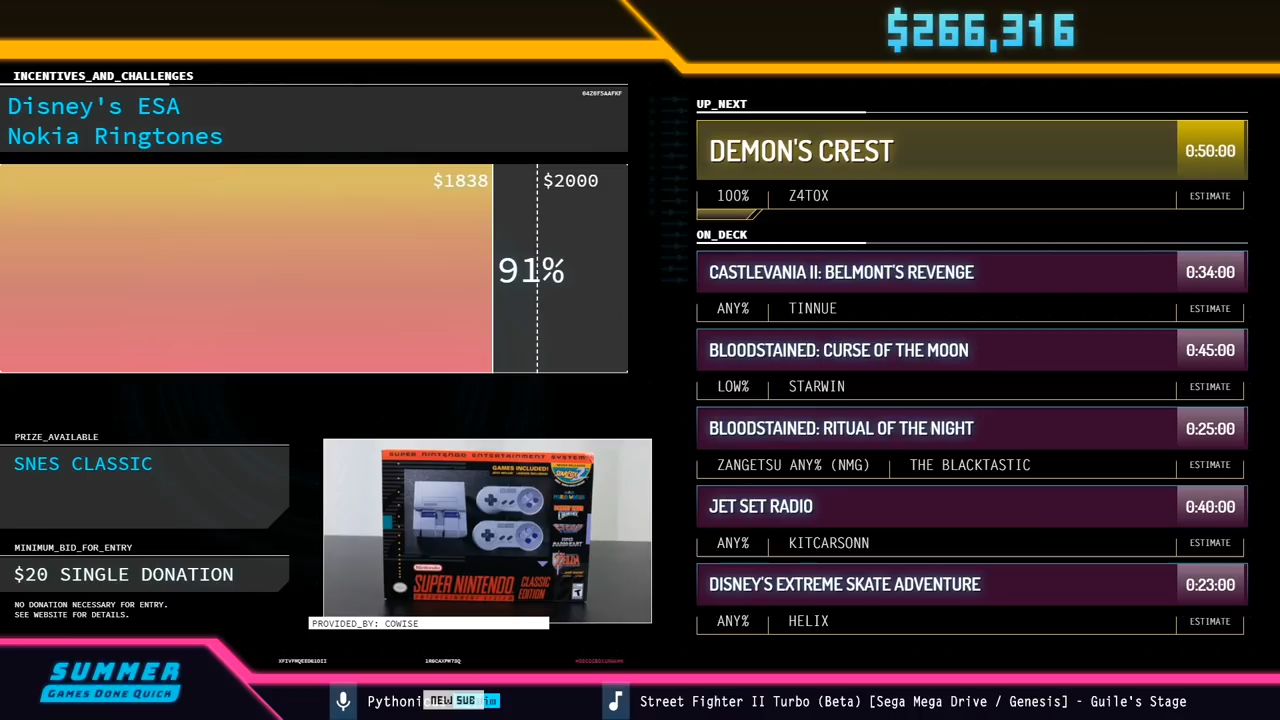 $266,316
INCENTIVES_AND_CHALLENGES
Disney's ESA
Nokia Ringtones
$1838
$2000
91%
PRIZE_AVAILABLE
SNES CLASSIC
MINIMUM_BID_FOR_ENTRY
$20 SINGLE DONATION
NO DONATION NECESSARY FOR ENTRY.
SEE WEBSITE FOR DETAILS.
SUPER NINTENDO ENTERTAINMENT SYSTEM
GAMES INCLUDED!
Nintendo
SUPER NINTENDO
ENTERTAINMENT SYSTEM
CLASSIC
EDITION
PROVIDED_BY: COWISE
UP_NEXT
DEMON'S CREST
0:50:00
100%
Z4TOX
ESTIMATE
ON_DECK
CASTLEVANIA II: BELMONT'S REVENGE
0:34:00
ANY%
TINNUE
ESTIMATE
BLOODSTAINED: CURSE OF THE MOON
0:45:00
LOW%
STARWIN
ESTIMATE
BLOODSTAINED: RITUAL OF THE NIGHT
0:25:00
ZANGETSU ANY% (NMG)
THE BLACKTASTIC
ESTIMATE
JET SET RADIO
0:40:00
ANY%
KITCARSONN
ESTIMATE
DISNEY'S EXTREME SKATE ADVENTURE
0:23:00
ANY%
HELIX
ESTIMATE
SUMMER
GAMES DONE QUICK
NEW SUB
Street Fighter II Turbo (Beta) [Sega Mega Drive / Genesis] - Guile's Stage